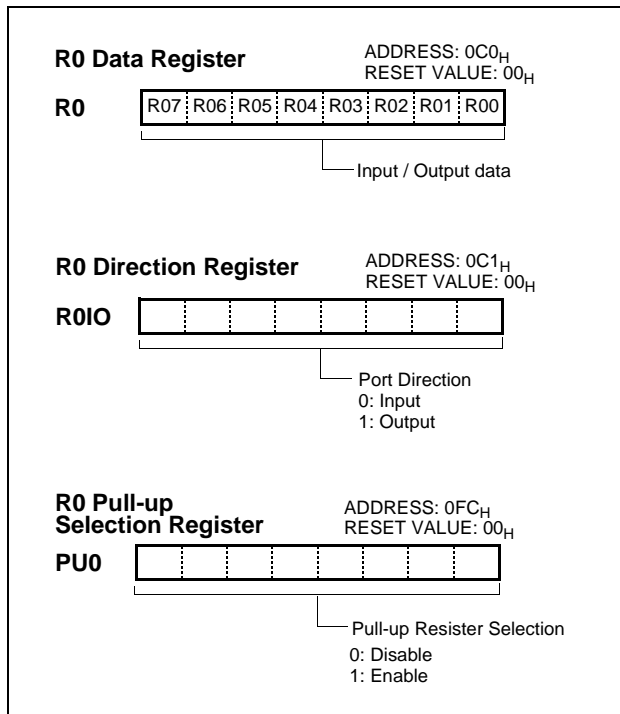 R0 Data Register
ADDRESS: 0C0H
RESET VALUE: 00H
R0
R07 R06 R05 R04 R03 R02 R01 R00
Input / Output data
R0 Direction Register
ADDRESS: 0C1H
RESET VALUE: 00H
R0IO
Port Direction
0: Input
1: Output
R0 Pull-up
Selection Register
ADDRESS: 0FCH
RESET VALUE: 00H
PU0
Pull-up Resister Selection
0: Disable
1: Enable